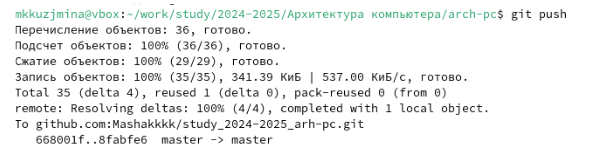 mkkuzjmina@vbox:~/work/study/2024-2025/Архитектура компьютера/arch-pc$ git push
Перечисление объектов: 36, готово.
Подсчет объектов: 100% (36/36), готово.
Сжатие объектов: 100% (29/29), готово.
Запись объектов: 100% (35/35), 341.39 КиБ | 537.00 КиБ/с, готово.
Total 35 (delta 4), reused 1 (delta 0), pack-reused 0 (from 0)
remote: Resolving deltas: 100% (4/4), completed with 1 local object.
To github.com:Mashakkkk/study_2024-2025_arh-pc.git
   668001f..8fabfe6  master -> master